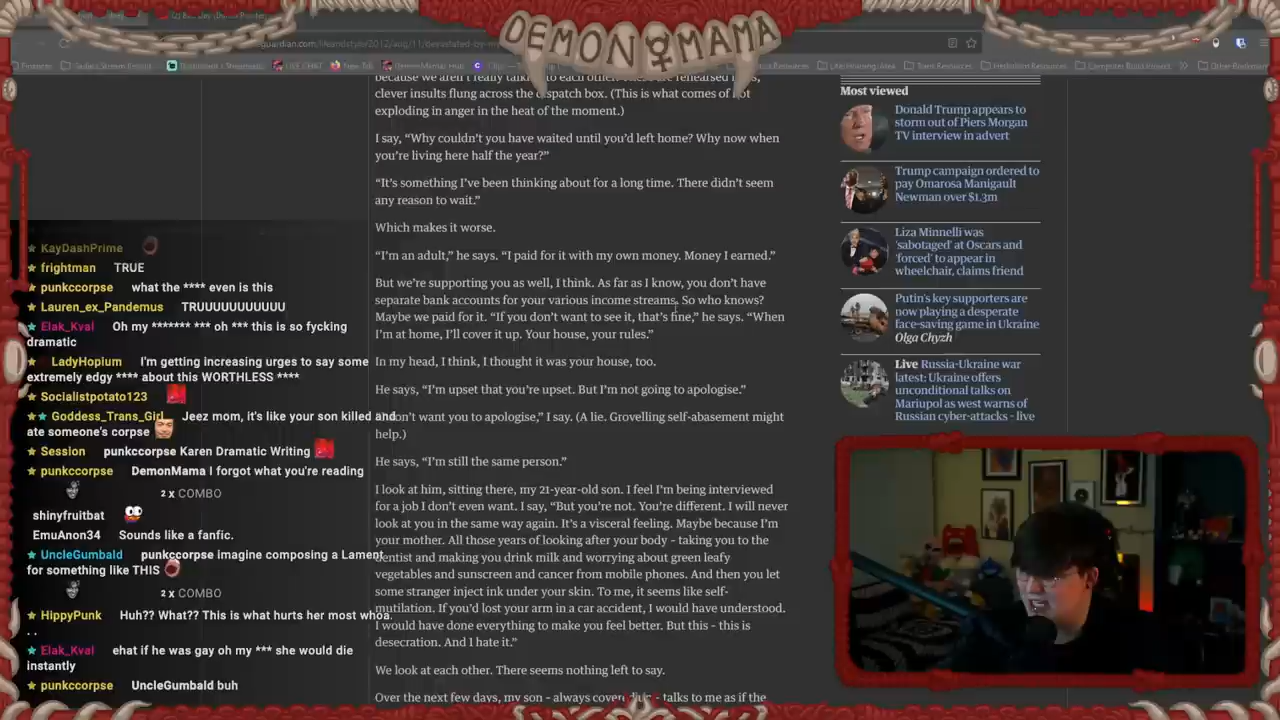 DEMON MAMA
guardian.com/lifeandstyle/2012/aug/11/devastated-by-my
Other Bookmar
because we aren't really talki to each other.
clever insults flung across the dispatch box. (This is what comes of not
exploding in anger in the heat of the moment.)
I say, “Why couldn't you have waited until you'd left home? Why now when
you're living here half the year?”
“It's something I've been thinking about for a long time. There didn't seem
any reason to wait.”
Which makes it worse.
“I'm an adult,” he says. “I paid for it with my own money. Money I earned.”
But we're supporting you as well, I think. As far as I know, you don't have
separate bank accounts for your various income streams. So who knows?
Maybe we paid for it. “If you don't want to see it, that's fine,” he says. “When
I'm at home, I'll cover it up. Your house, your rules.”
In my head, I think, I thought it was your house, too.
He says, “I'm upset that you're upset. But I'm not going to apologise.”
don't want you to apologise,” I say. (A lie. Grovelling self-abasement might
help.)
He says, “I'm still the same person.”
I look at him, sitting there, my 21-year-old son. I feel I'm being interviewed
for a job I don't even want. I say, “But you're not. You're different. I will never
look at you in the same way again. It's a visceral feeling. Maybe because I'm
your mother. All those years of looking after your body – taking you to the
dentist and making you drink milk and worrying about green leafy
vegetables and sunscreen and cancer from mobile phones. And then you let
some stranger inject ink under your skin. To me, it seems like self-
mutilation. If you'd lost your arm in a car accident, I would have understood.
I would have done everything to make you feel better. But this – this is
desecration. And I hate it.”
We look at each other. There seems nothing left to say.
Over the next few days, my son – always covered up – talks to me as if the
Most viewed
Donald Trump appears to
storm out of Piers Morgan
TV interview in advert
Trump campaign ordered to
pay Omarosa Manigault
Newman over $1.3m
Liza Minnelli was
'sabotaged' at Oscars and
'forced' to appear in
wheelchair, claims friend
Putin's key supporters are
now playing a desperate
face-saving game in Ukraine
Olga Chyzh
Live Russia-Ukraine war
latest: Ukraine offers
unconditional talks on
Mariupol as west warns of
Russian cyber-attacks – live
KayDashPrime
frightman TRUE
punkccorpse what the **** even is this
Lauren_ex_Pandemus TRUUUUUUUUUU
Elak_Kval Oh my ******* *** oh *** this is so fycking
dramatic
LadyHopium I'm getting increasing urges to say some
extremely edgy **** about this WORTHLESS ****
Socialistpotato123
Goddess_Trans_Girl Jeez mom, it's like your son killed and
ate someone's corpse
Session punkccorpse Karen Dramatic Writing
punkccorpse DemonMama I forgot what you're reading
2 x COMBO
shinyfruitbat
EmuAnon34 Sounds like a fanfic.
UncleGumbald punkccorpse imagine composing a Lament
for something like THIS
2 x COMBO
HippyPunk Huh?? What?? This is what hurts her most whoa.
. .
Elak_Kval ehat if he was gay oh my *** she would die
instantly
punkccorpse UncleGumbald buh